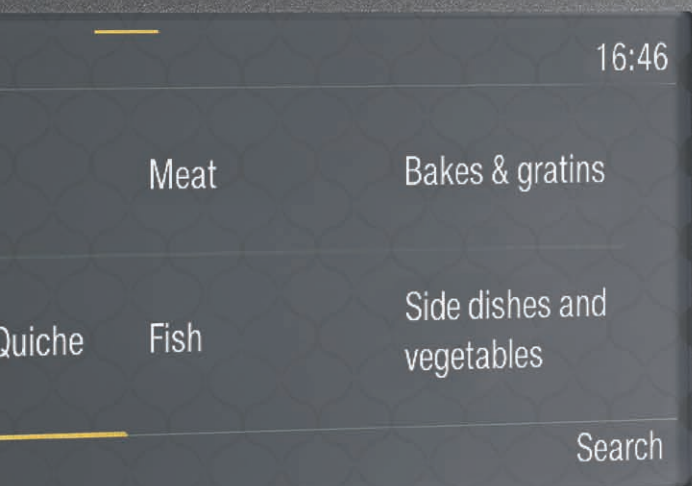 16:46
Meat
Bakes & gratins
Quiche
Fish
Side dishes and
vegetables
Search